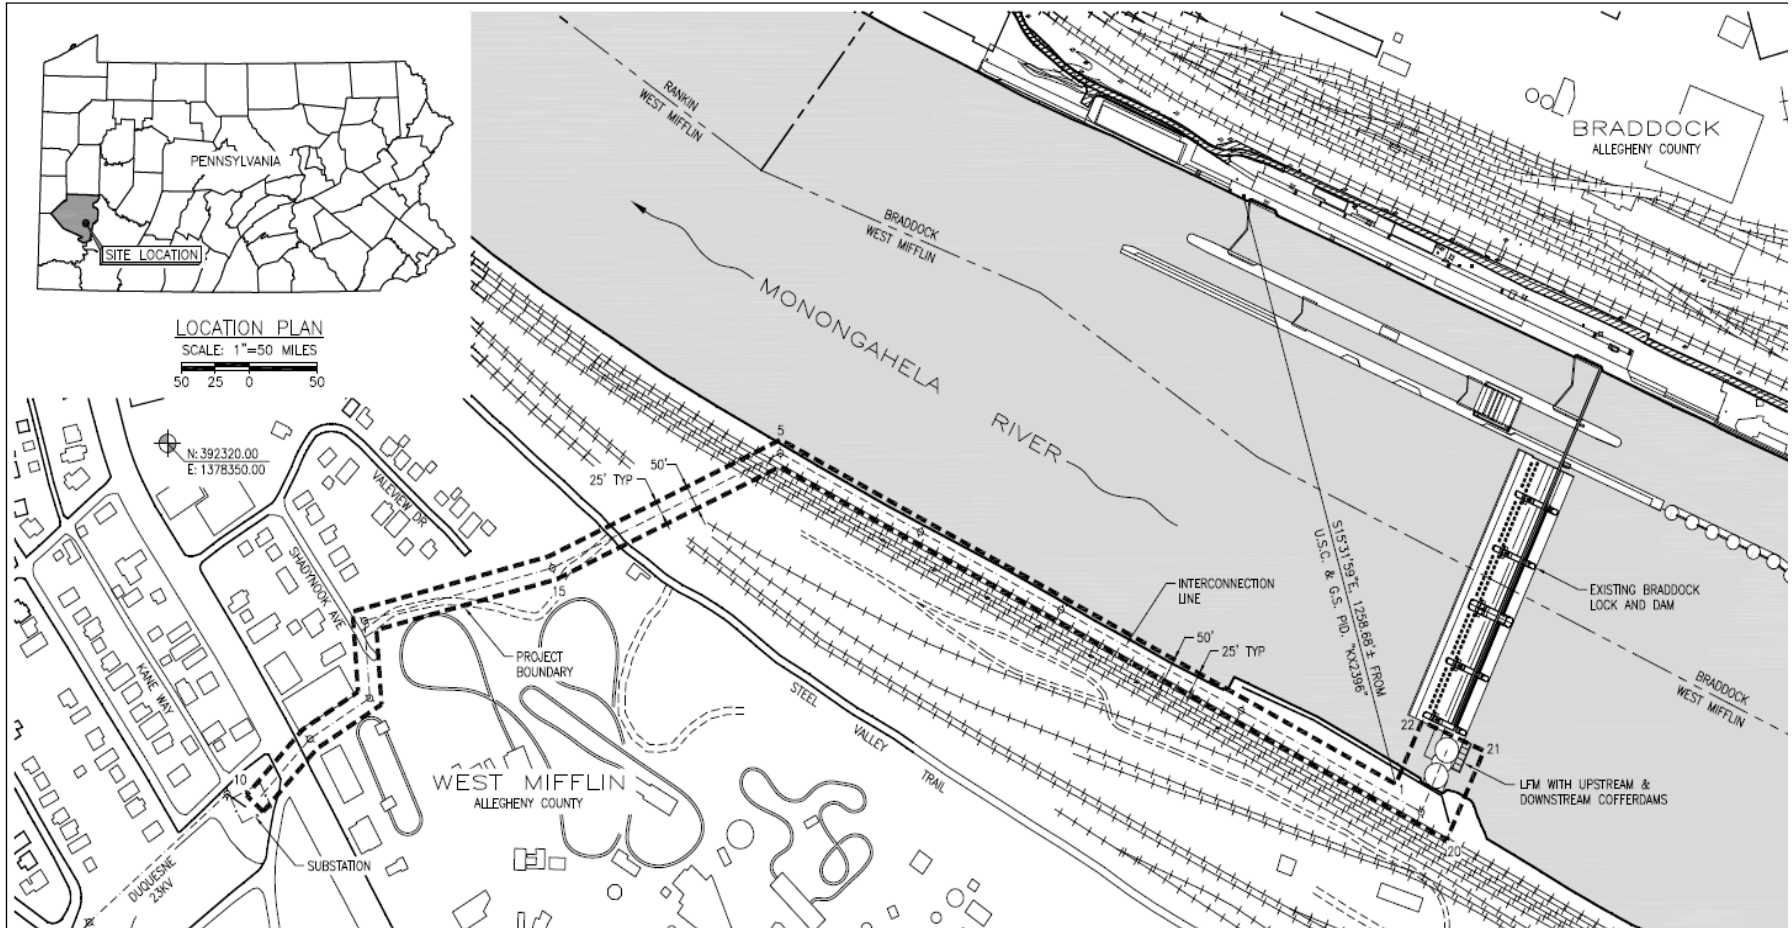 PENNSYLVANIA
SITE LOCATION
LOCATION PLAN
SCALE: 1"=50 MILES
50 25 0 50
N: 392320.00
E: 1378350.00
VALEVIEW DR
SHADYNOOK AVE
KANE WAY
10
DUQUESNE
23KV
SUBSTATION
WEST MIFFLIN
ALLEGHENY COUNTY
PROJECT
BOUNDARY
15
25' TYP
50'
5
STEEL
VALLEY
TRAIL
RANKIN
WEST MIFFLIN
BRADDOCK
WEST MIFFLIN
MONONGAHELA
RIVER
INTERCONNECTION
LINE
50'
25' TYP
S15°31'59"E, 1258.68'± FROM
U.S.C. & G.S. PID. "KX2396"
BRADDOCK
ALLEGHENY COUNTY
EXISTING BRADDOCK
LOCK AND DAM
BRADDOCK
WEST MIFFLIN
22
21
LFM WITH UPSTREAM &
DOWNSTREAM COFFERDAMS
20